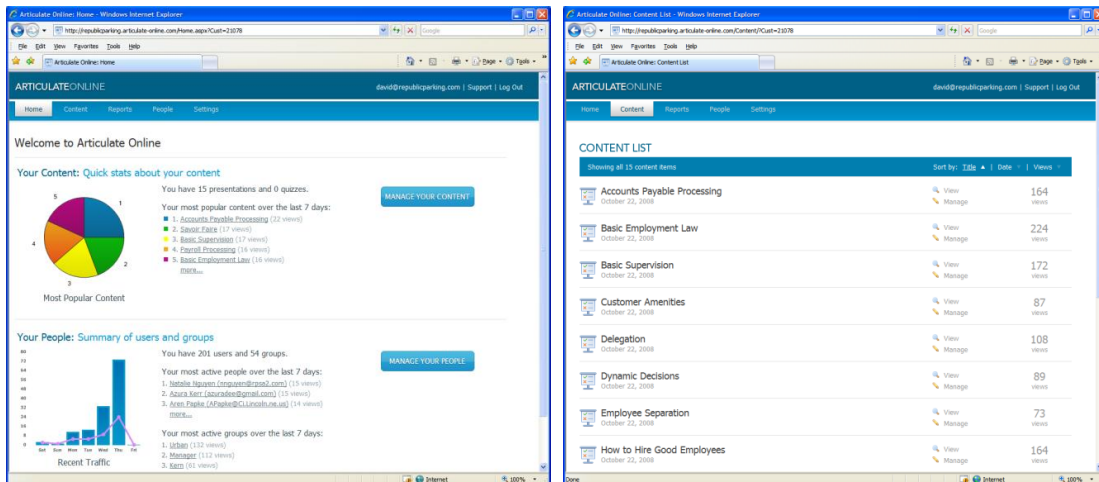 Articulate Online: Home - Windows Internet Explorer
http://republicparking.articulate-online.com/Home.aspx?Cust=21078
Google
File Edit View Favorites Tools Help
Articulate Online: Home
Page Tools
ARTICULATEONLINE
david@republicparking.com | Support | Log Out
Home Content Reports People Settings
Welcome to Articulate Online
Your Content: Quick stats about your content
You have 15 presentations and 0 quizzes.
MANAGE YOUR CONTENT
Your most popular content over the last 7 days:
1. Accounts Payable Processing (22 views)
2. Savoir Faire (17 views)
3. Basic Supervision (17 views)
4. Payroll Processing (16 views)
5. Basic Employment Law (16 views)
more...
5
1
4
2
3
Most Popular Content
Your People: Summary of users and groups
You have 201 users and 54 groups.
MANAGE YOUR PEOPLE
Your most active people over the last 7 days:
1. Natalie Nguyen (nnguyen@rpsa2.com) (15 views)
2. Azura Kerr (azuradee@gmail.com) (15 views)
3. Aren Papke (APapke@Ci.Lincoln.ne.us) (14 views)
more...
Your most active groups over the last 7 days:
1. Urban (132 views)
2. Manager (112 views)
3. Kern (61 views)
Sat Sun Mon Tue Wed Thu Fri
Recent Traffic
Internet 100%
Articulate Online: Content List - Windows Internet Explorer
http://republicparking.articulate-online.com/Content/?Cust=21078
Google
File Edit View Favorites Tools Help
Articulate Online: Content List
Page Tools
ARTICULATEONLINE
david@republicparking.com | Support | Log Out
Home Content Reports People Settings
CONTENT LIST
Showing all 15 content items
Sort by: Title | Date | Views
Accounts Payable Processing View 164
October 22, 2008 Manage views
Basic Employment Law View 224
October 22, 2008 Manage views
Basic Supervision View 172
October 22, 2008 Manage views
Customer Amenities View 87
October 22, 2008 Manage views
Delegation View 108
October 22, 2008 Manage views
Dynamic Decisions View 89
October 22, 2008 Manage views
Employee Separation View 73
October 22, 2008 Manage views
How to Hire Good Employees View 164
October 22, 2008 Manage views
Done Internet 100%